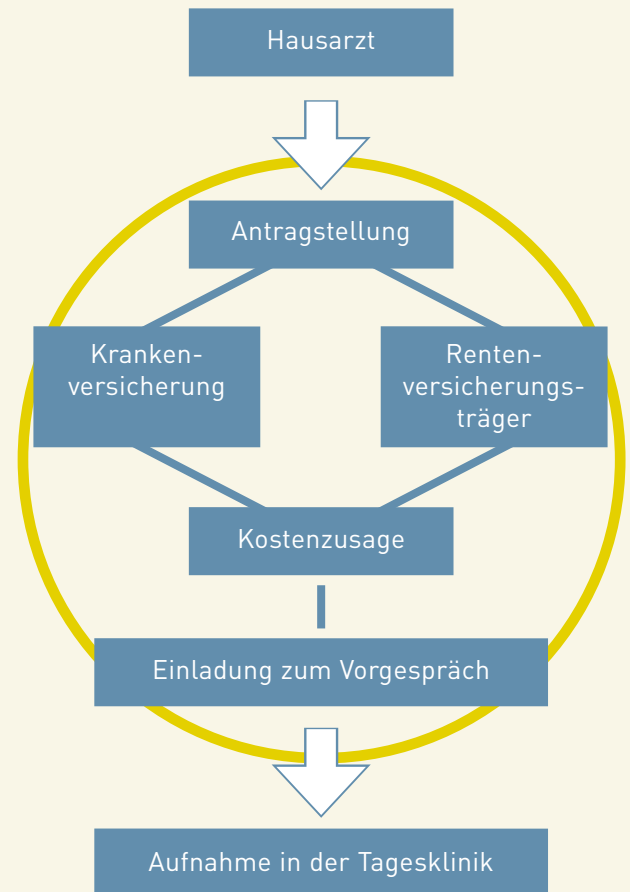 Hausarzt
Antragstellung
Kranken-
versicherung
Renten-
versicherungs-
träger
Kostenzusage
Einladung zum Vorgespräch
Aufnahme in der Tagesklinik